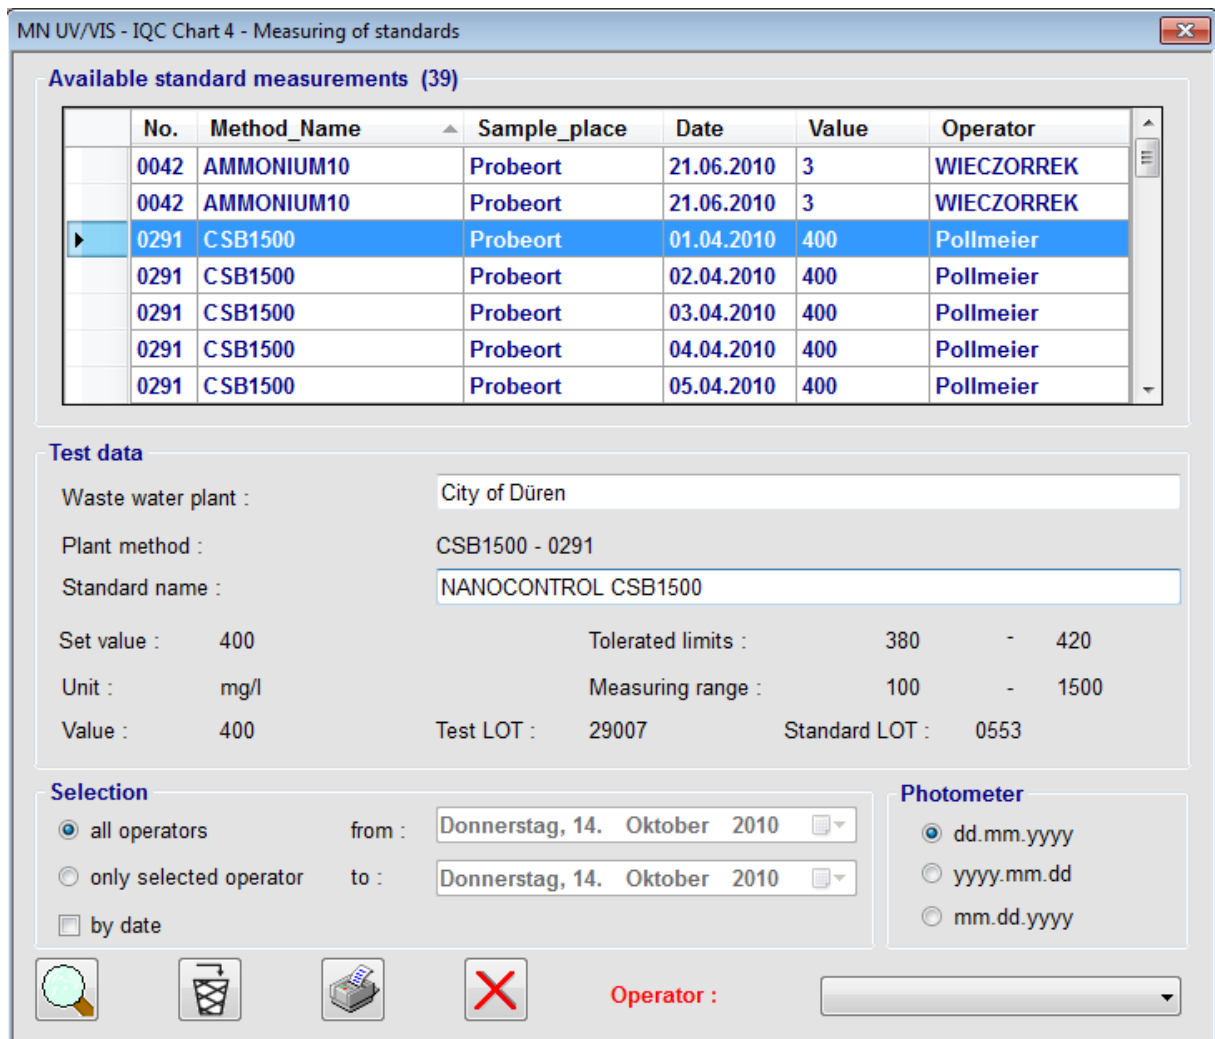 MN UV/VIS - IQC Chart 4 - Measuring of standards
Available standard measurements (39)
No. Method_Name Sample_place Date Value Operator
0042 AMMONIUM10 Probeort 21.06.2010 3 WIECZORREK
0042 AMMONIUM10 Probeort 21.06.2010 3 WIECZORREK
0291 CSB1500 Probeort 01.04.2010 400 Pollmeier
0291 CSB1500 Probeort 02.04.2010 400 Pollmeier
0291 CSB1500 Probeort 03.04.2010 400 Pollmeier
0291 CSB1500 Probeort 04.04.2010 400 Pollmeier
0291 CSB1500 Probeort 05.04.2010 400 Pollmeier
Test data
Waste water plant : City of Düren
Plant method : CSB1500 - 0291
Standard name : NANOCONTROL CSB1500
Set value : 400 Tolerated limits : 380 - 420
Unit : mg/l Measuring range : 100 - 1500
Value : 400 Test LOT : 29007 Standard LOT : 0553
Selection Photometer
all operators from : Donnerstag, 14. Oktober 2010 dd.mm.yyyy
only selected operator to : Donnerstag, 14. Oktober 2010 yyyy.mm.dd
by date mm.dd.yyyy
Operator :